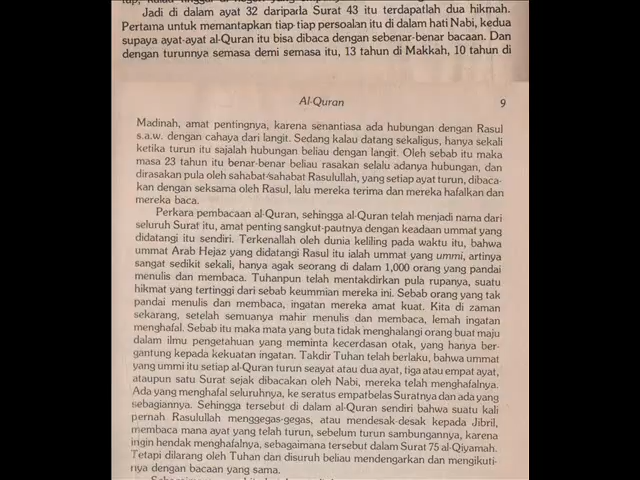 Jadi di dalam ayat 32 daripada Surat 43 itu terdapatlah dua hikmah.
Pertama untuk memantapkan tiap-tiap persoalan itu di dalam hati Nabi, kedua
supaya ayat-ayat al-Quran itu bisa dibaca dengan sebenar-benar bacaan. Dan
dengan turunnya semasa demi semasa itu, 13 tahun di Makkah, 10 tahun di
Al-Quran 9
Madinah, amat pentingnya, karena senantiasa ada hubungan dengan Rasul
s.a.w. dengan cahaya dari langit. Sedang kalau datang sekaligus, hanya sekali
ketika turun itu sajalah hubungan beliau dengan langit. Oleh sebab itu maka
masa 23 tahun itu benar-benar beliau rasakan selalu adanya hubungan, dan
dirasakan pula oleh sahabat-sahabat Rasulullah, yang setiap ayat turun, dibaca-
kan dengan seksama oleh Rasul, lalu mereka terima dan mereka hafalkan dan
mereka baca.
Perkara pembacaan al-Quran, sehingga al-Quran telah menjadi nama dari
seluruh Surat itu, amat penting sangkut-pautnya dengan keadaan ummat yang
didatangi itu sendiri. Terkenallah oleh dunia keliling pada waktu itu, bahwa
ummat Arab Hejaz yang didatangi Rasul itu ialah ummat yang ummi, artinya
sangat sedikit sekali, hanya agak seorang di dalam 1,000 orang yang pandai
menulis dan membaca. Tuhanpun telah mentakdirkan pula rupanya, suatu
hikmat yang tertinggi dari sebab keummian mereka ini. Sebab orang yang tak
pandai menulis dan membaca, ingatan mereka amat kuat. Kita di zaman
sekarang, setelah semuanya mahir menulis dan membaca, lemah ingatan
menghafal. Sebab itu maka mata yang buta tidak menghalangi orang buat maju
dalam ilmu pengetahuan yang meminta kecerdasan otak, yang hanya ber-
gantung kepada kekuatan ingatan. Takdir Tuhan telah berlaku, bahwa ummat
yang ummi itu setiap al-Quran turun seayat atau dua ayat, tiga atau empat ayat,
ataupun satu Surat sejak dibacakan oleh Nabi, mereka telah menghafalnya.
Ada yang menghafal seluruhnya, ke seratus empatbelas Suratnya dan ada yang
sebagiannya. Sehingga tersebut di dalam al-Quran sendiri bahwa suatu kali
pernah Rasulullah menggegas-gegas, atau mendesak-desak kepada Jibril,
membaca mana ayat yang telah turun, sebelum turun sambungannya, karena
ingin hendak menghafalnya, sebagaimana tersebut dalam Surat 75 al-Qiyamah.
Tetapi dilarang oleh Tuhan dan disuruh beliau mendengarkan dan mengikuti-
nya dengan bacaan yang sama.